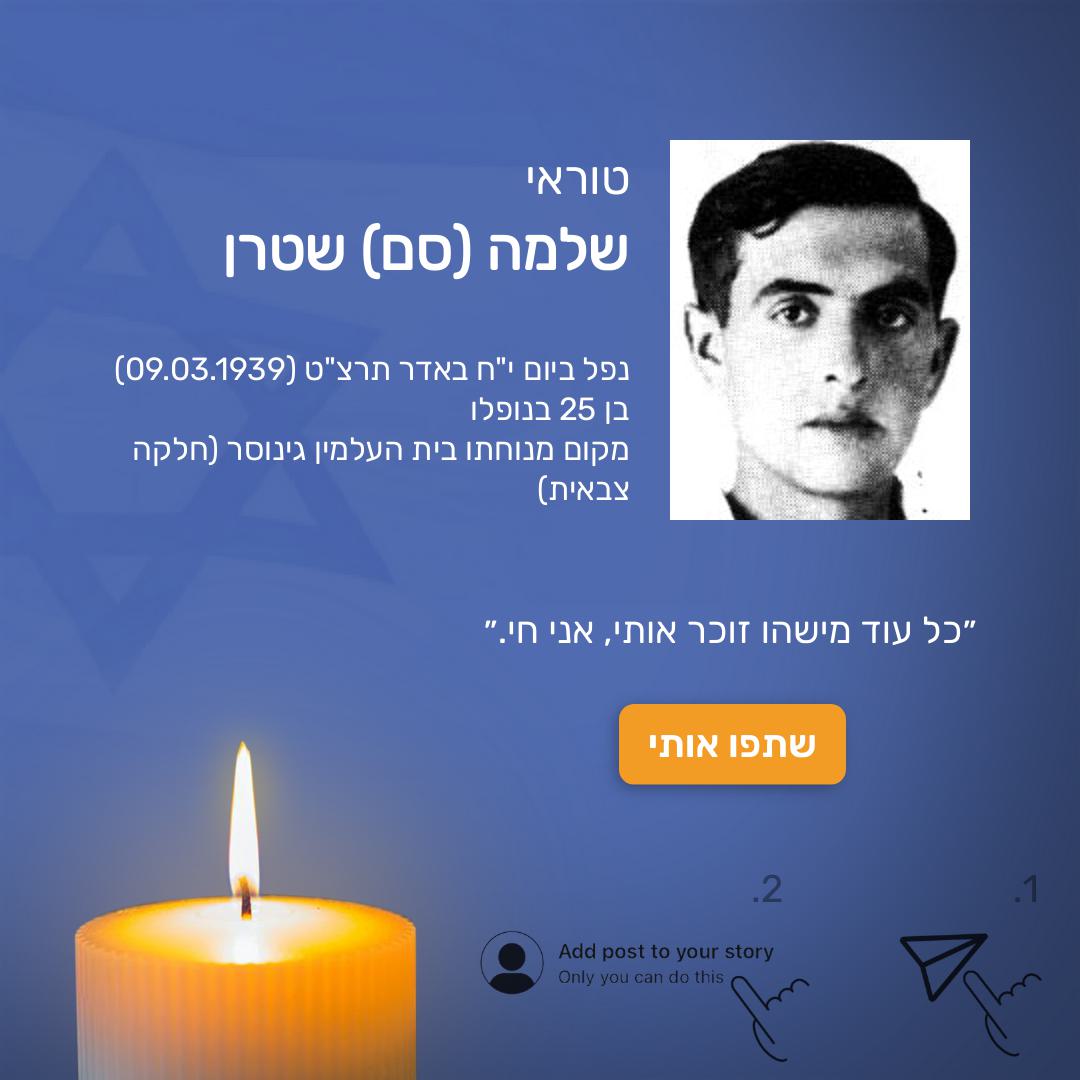 טוראי
שלמה (סם) שטרן
נפל ביום י"ח באדר תרצ"ט (09.03.1939)
בן 25 בנופלו
מקום מנוחתו בית העלמין גינוסר (חלקה
צבאית)
"כל עוד מישהו זוכר אותי, אני חי."
שתפו אותי
1.
2.
Add post to your story
Only you can do this